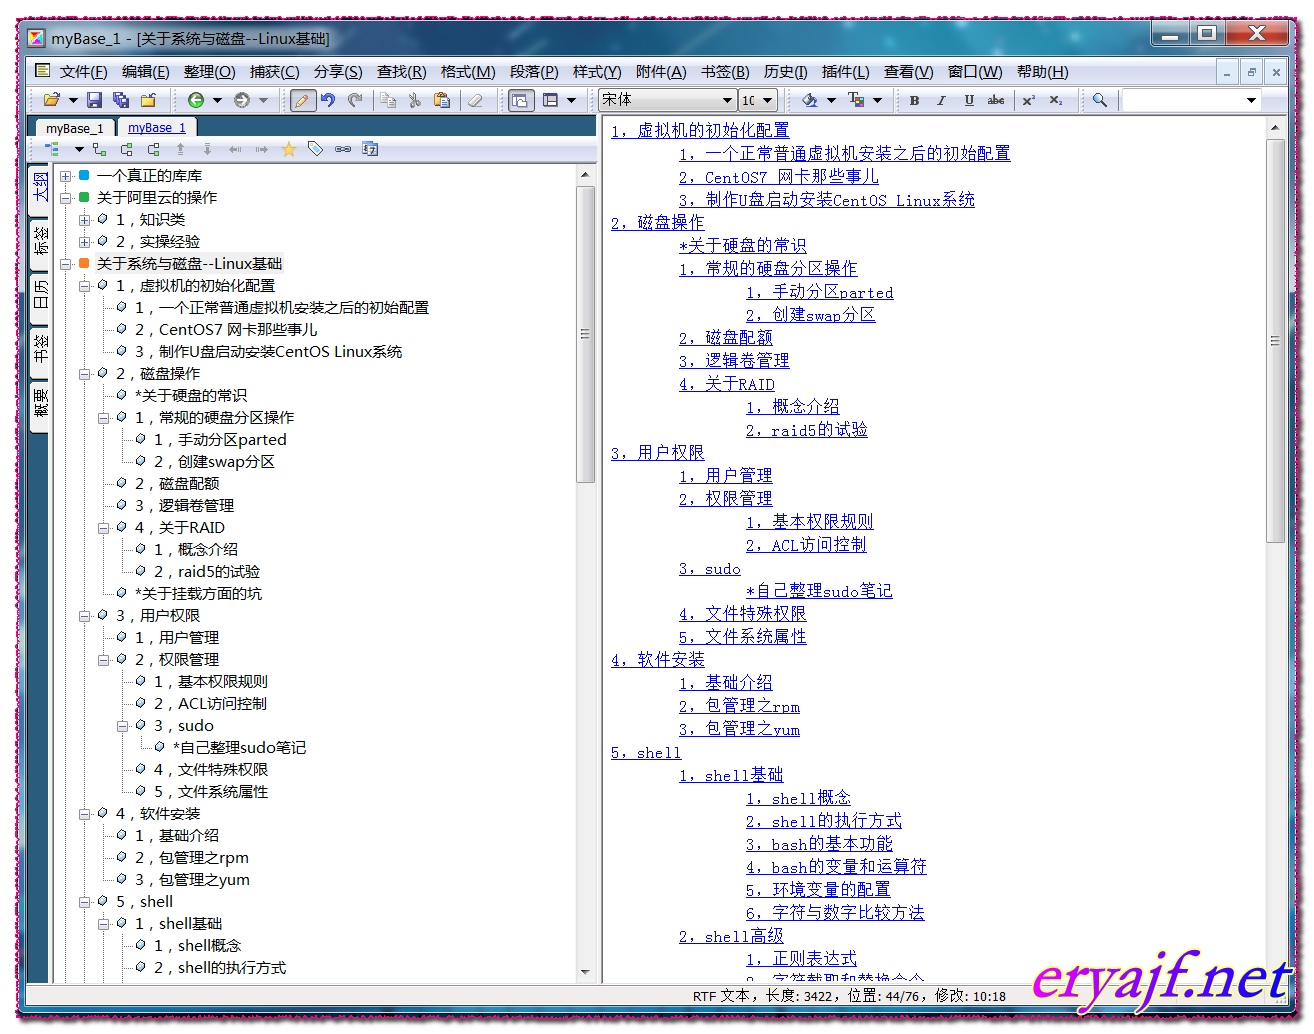 myBase_1 - [关于系统与磁盘--Linux基础]
文件(F) 编辑(E) 整理(O) 捕获(C) 分享(S) 查找(R) 格式(M) 段落(P) 样式(Y) 附件(A) 书签(B) 历史(I) 插件(L) 查看(V) 窗口(W) 帮助(H)
宋体 10 B I U abc x² x₂
myBase_1 myBase_1
大纲
标签
日历
书签
概要
一个真正的库库
关于阿里云的操作
1，知识类
2，实操经验
关于系统与磁盘--Linux基础
1，虚拟机的初始化配置
1，一个正常普通虚拟机安装之后的初始配置
2，CentOS7 网卡那些事儿
3，制作U盘启动安装CentOS Linux系统
2，磁盘操作
*关于硬盘的常识
1，常规的硬盘分区操作
1，手动分区parted
2，创建swap分区
2，磁盘配额
3，逻辑卷管理
4，关于RAID
1，概念介绍
2，raid5的试验
*关于挂载方面的坑
3，用户权限
1，用户管理
2，权限管理
1，基本权限规则
2，ACL访问控制
3，sudo
*自己整理sudo笔记
4，文件特殊权限
5，文件系统属性
4，软件安装
1，基础介绍
2，包管理之rpm
3，包管理之yum
5，shell
1，shell基础
1，shell概念
2，shell的执行方式
1，虚拟机的初始化配置
1，一个正常普通虚拟机安装之后的初始配置
2，CentOS7 网卡那些事儿
3，制作U盘启动安装CentOS Linux系统
2，磁盘操作
*关于硬盘的常识
1，常规的硬盘分区操作
1，手动分区parted
2，创建swap分区
2，磁盘配额
3，逻辑卷管理
4，关于RAID
1，概念介绍
2，raid5的试验
3，用户权限
1，用户管理
2，权限管理
1，基本权限规则
2，ACL访问控制
3，sudo
*自己整理sudo笔记
4，文件特殊权限
5，文件系统属性
4，软件安装
1，基础介绍
2，包管理之rpm
3，包管理之yum
5，shell
1，shell基础
1，shell概念
2，shell的执行方式
3，bash的基本功能
4，bash的变量和运算符
5，环境变量的配置
6，字符与数字比较方法
2，shell高级
1，正则表达式
2，字符截取和替换命令
RTF 文本，长度: 3422，位置: 44/76，修改: 10:18
eryajf.net